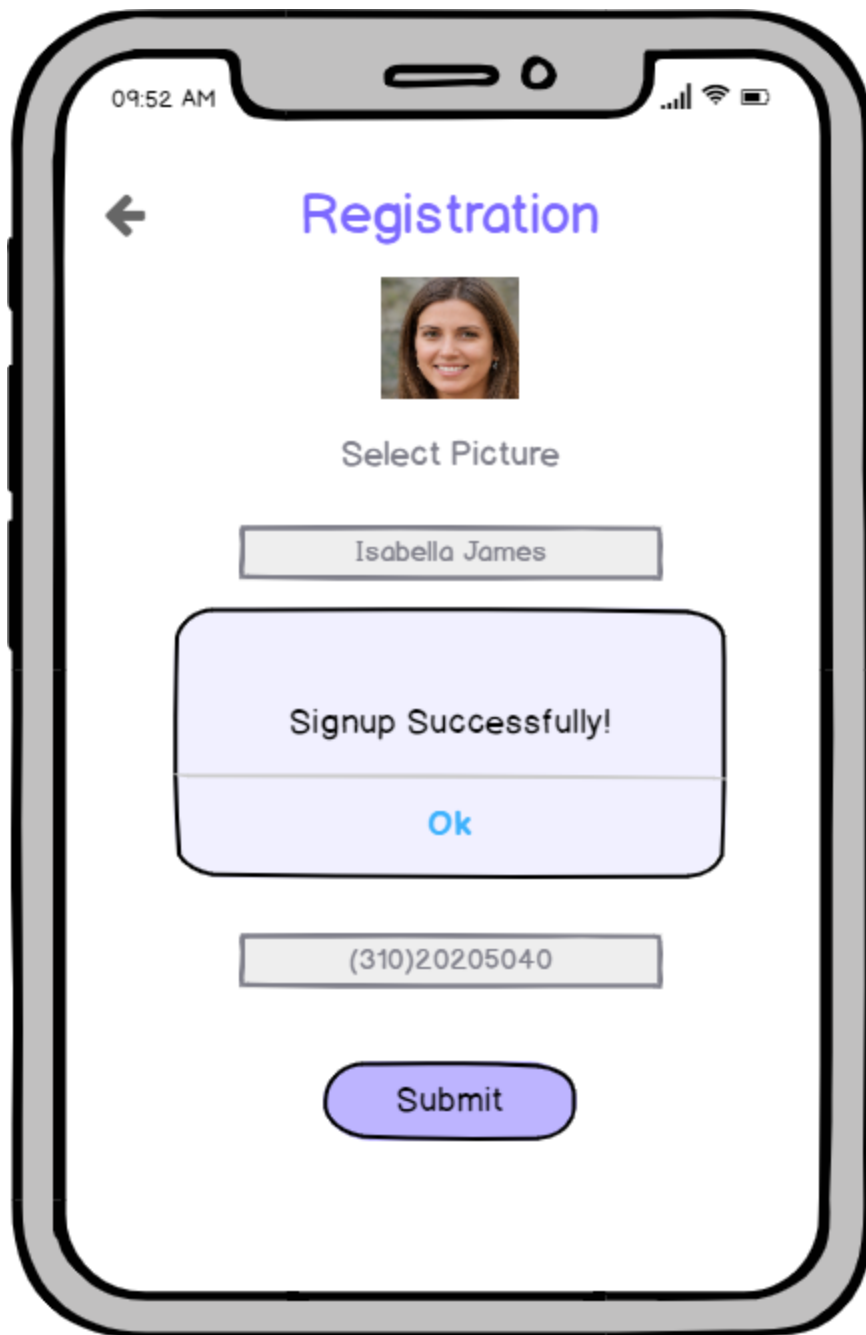 09:52 AM
Registration
Select Picture
Isabella James
Signup Successfully!
Ok
(310)20205040
Submit